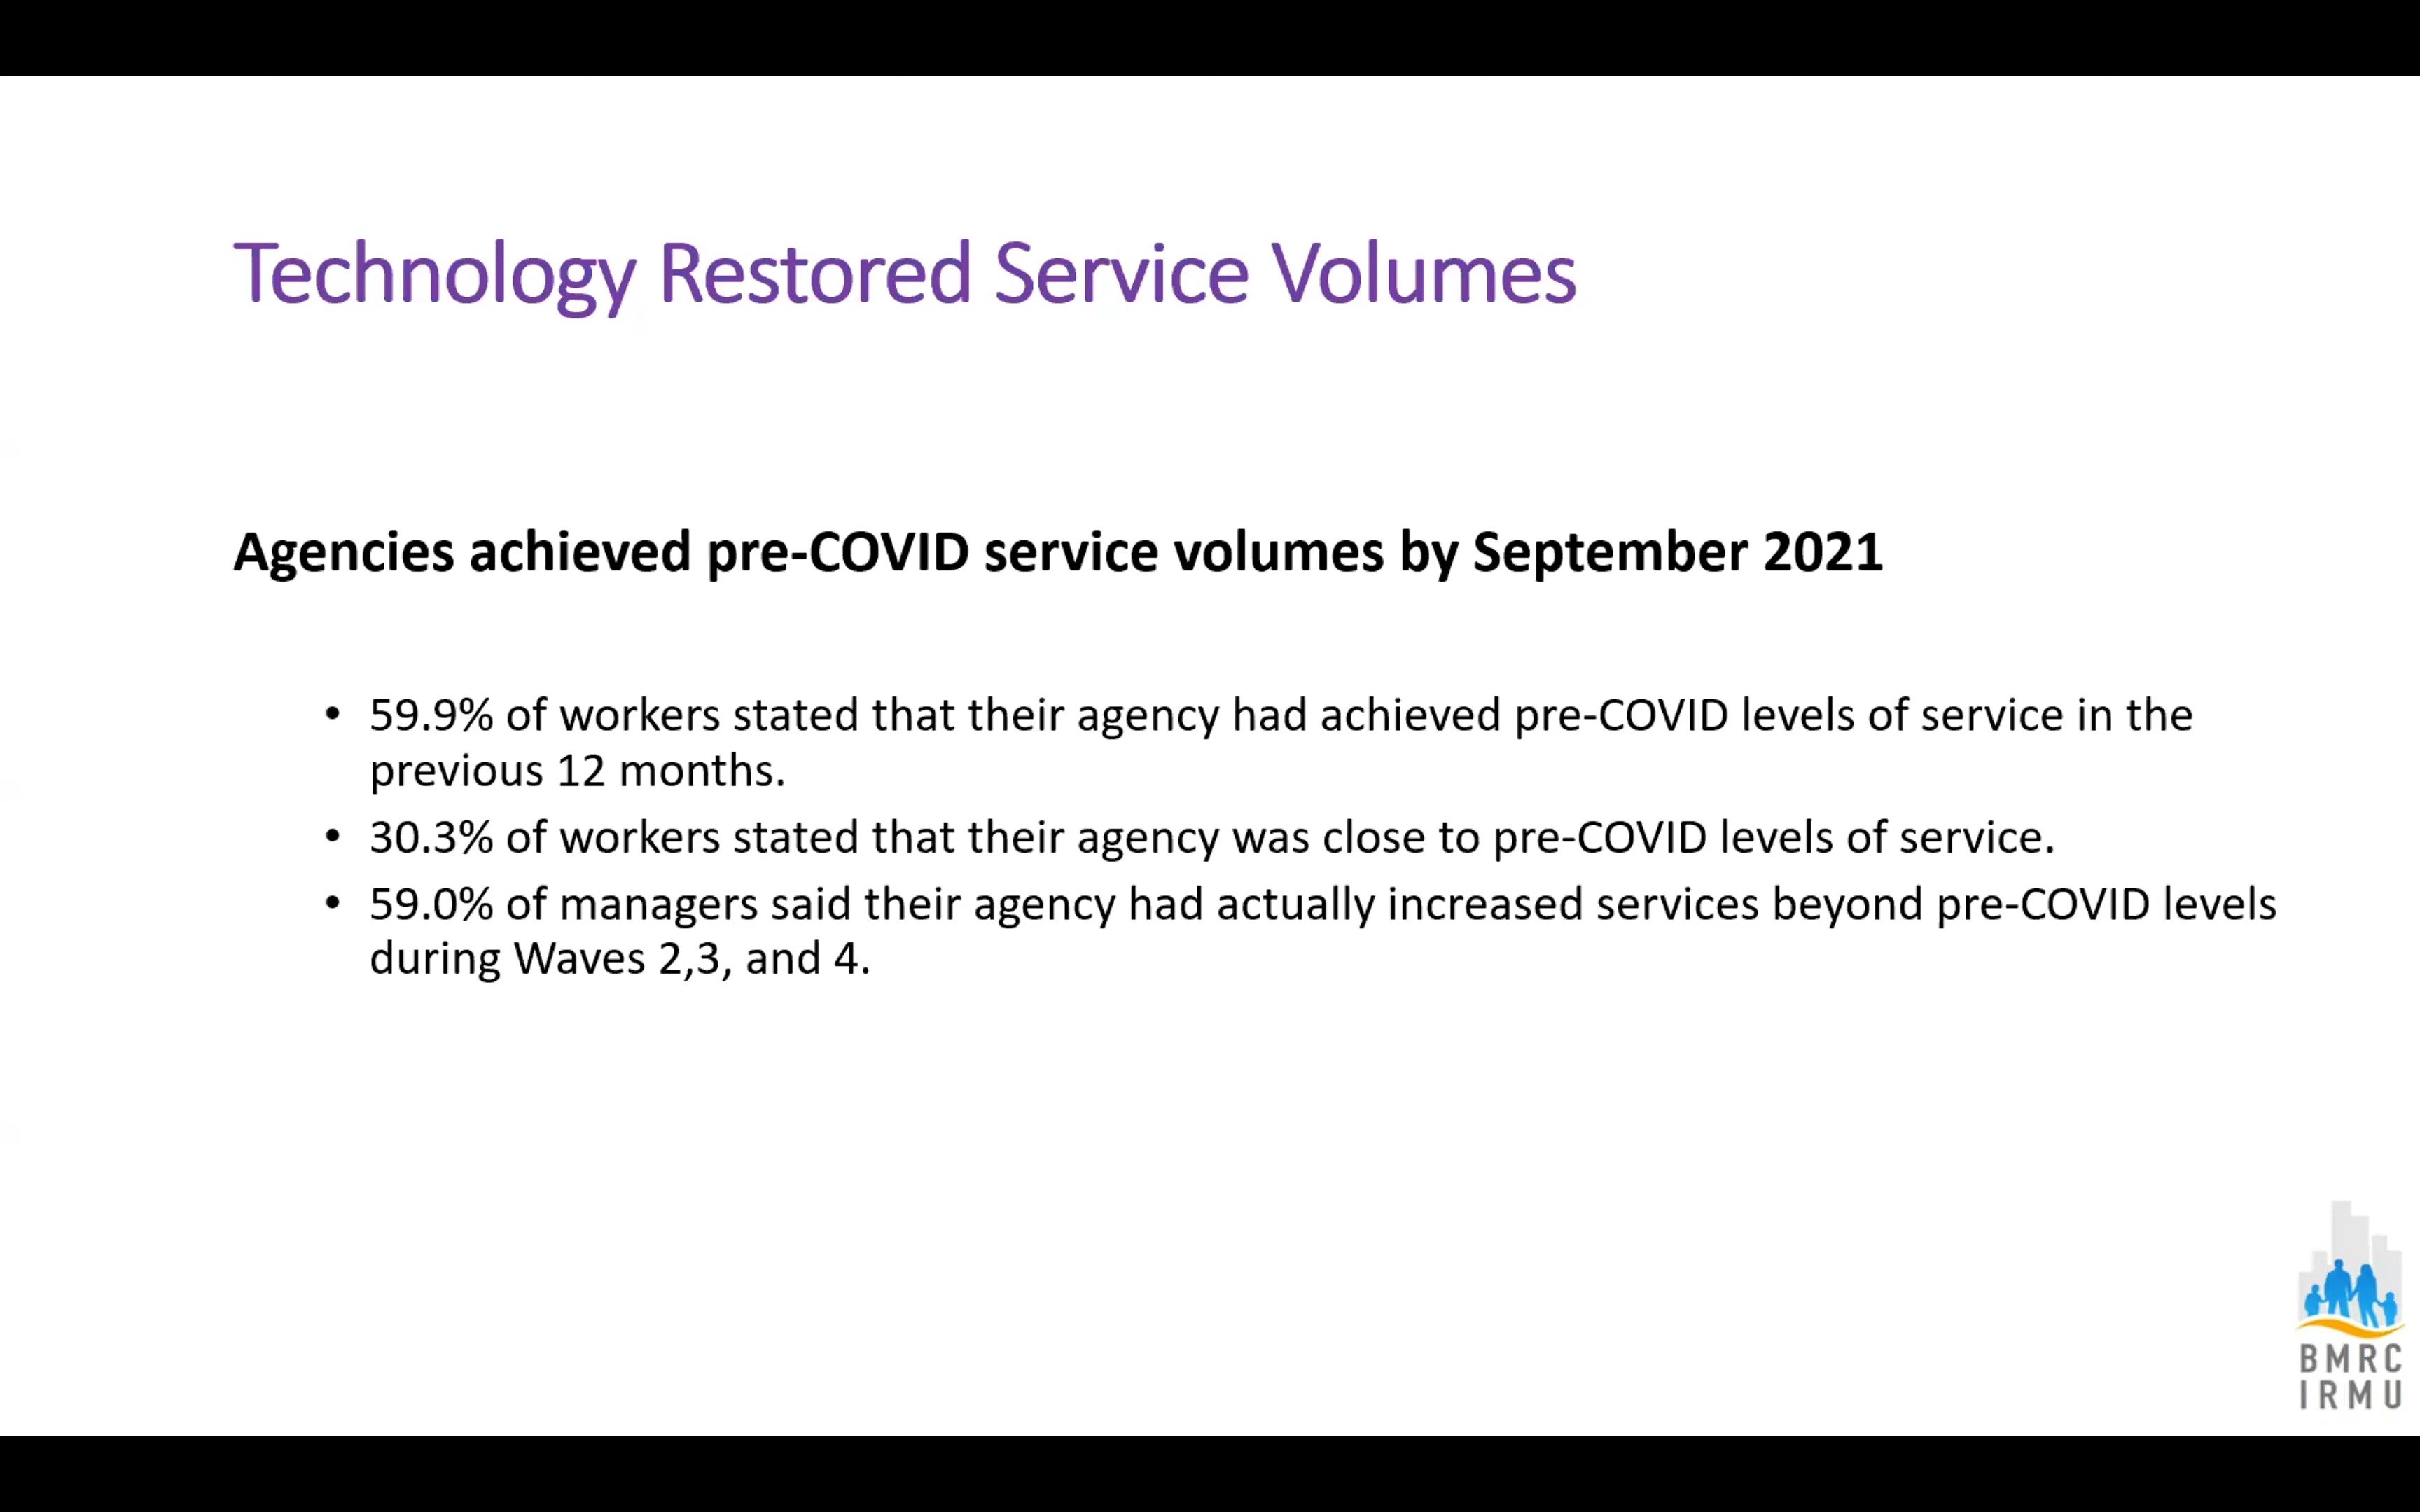 Technology Restored Service Volumes
Agencies achieved pre-COVID service volumes by September 2021
• 59.9% of workers stated that their agency had achieved pre-COVID levels of service in the
previous 12 months.
• 30.3% of workers stated that their agency was close to pre-COVID levels of service.
• 59.0% of managers said their agency had actually increased services beyond pre-COVID levels
during Waves 2,3, and 4.
BMRC
IRMU